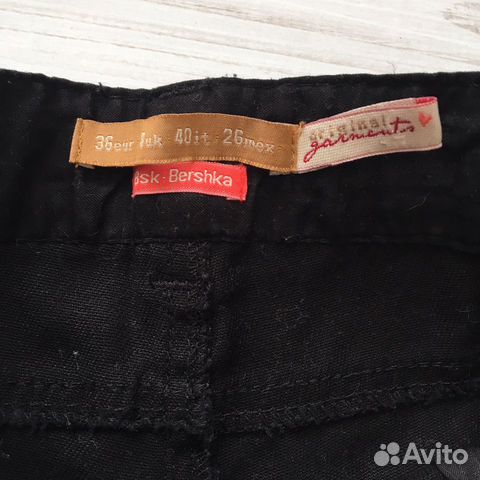 36eur 4uk 40it - 26mex
original
garments
bsk - Bershka
Avito